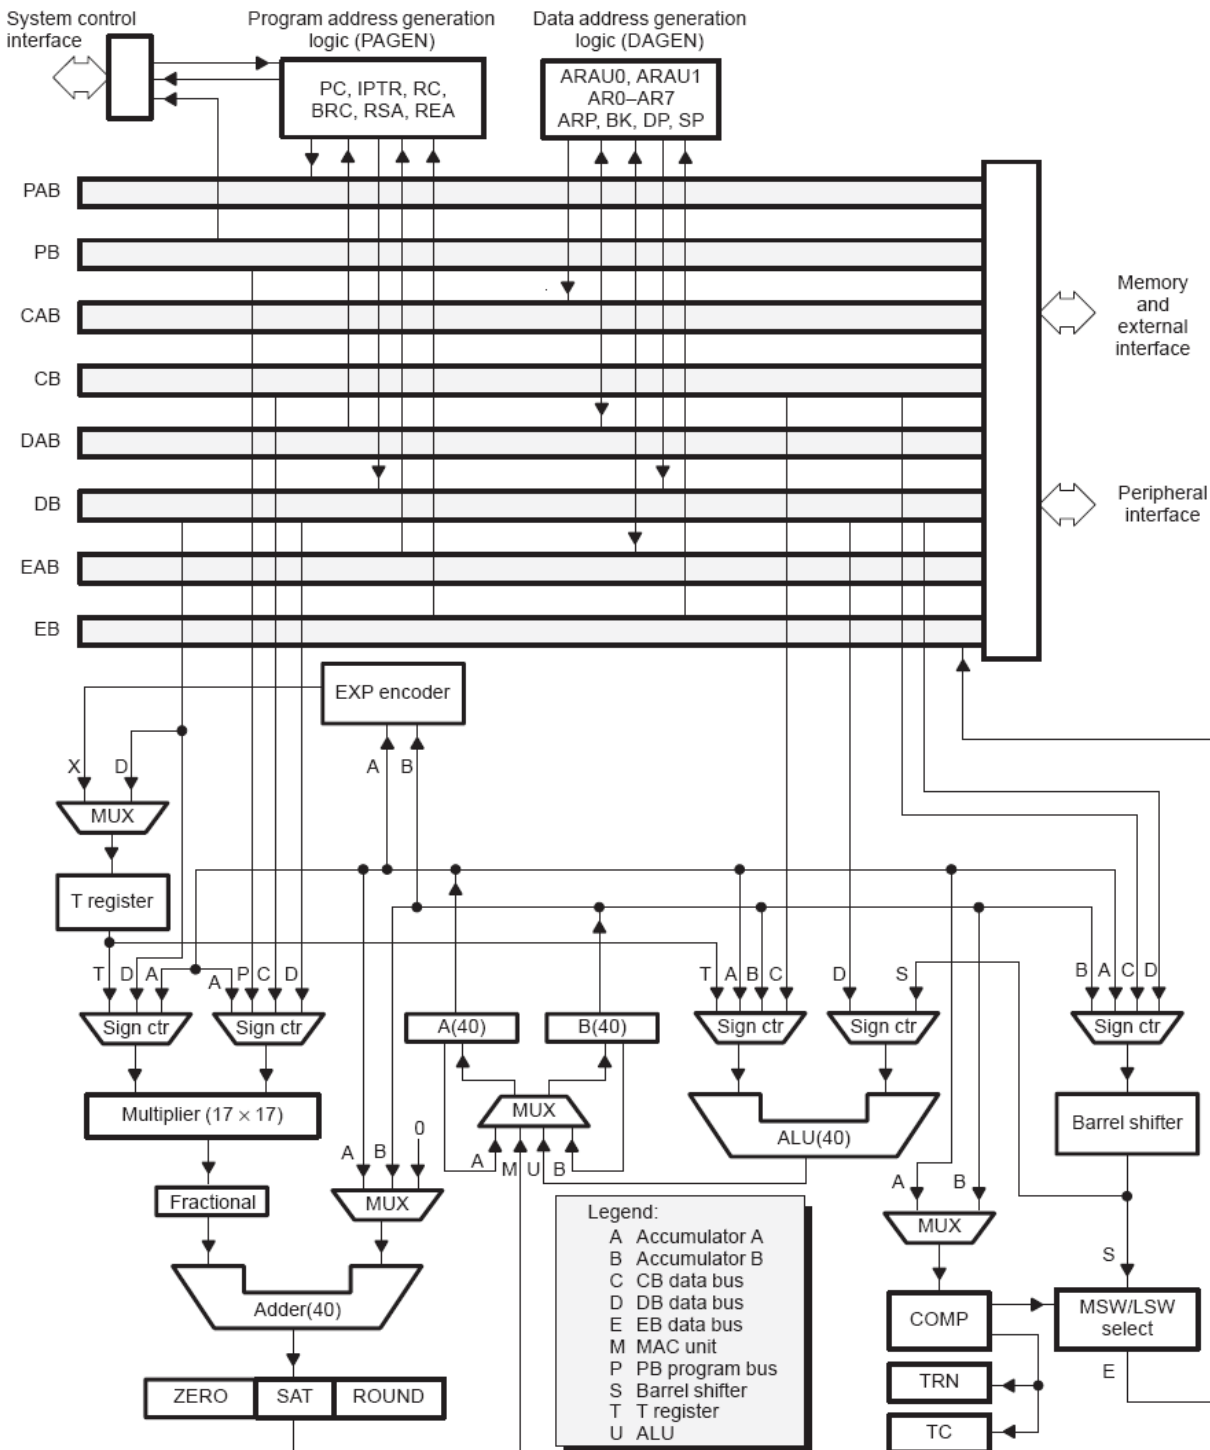 System control
interface
Program address generation
logic (PAGEN)
Data address generation
logic (DAGEN)
PC, IPTR, RC,
BRC, RSA, REA
ARAU0, ARAU1
AR0–AR7
ARP, BK, DP, SP
PAB
PB
CAB
CB
DAB
DB
EAB
EB
Memory
and
external
interface
Peripheral
interface
EXP encoder
X
D
A
B
MUX
T register
T
D
A
A
P
C
D
T
A
B
C
D
S
B
A
C
D
Sign ctr
Sign ctr
A(40)
B(40)
Sign ctr
Sign ctr
Sign ctr
Multiplier (17 × 17)
MUX
ALU(40)
Barrel shifter
0
A
B
A
M
U
B
A
B
Fractional
MUX
MUX
S
Adder(40)
COMP
MSW/LSW
select
E
ZERO
SAT
ROUND
TRN
TC
Legend:
A Accumulator A
B Accumulator B
C CB data bus
D DB data bus
E EB data bus
M MAC unit
P PB program bus
S Barrel shifter
T T register
U ALU